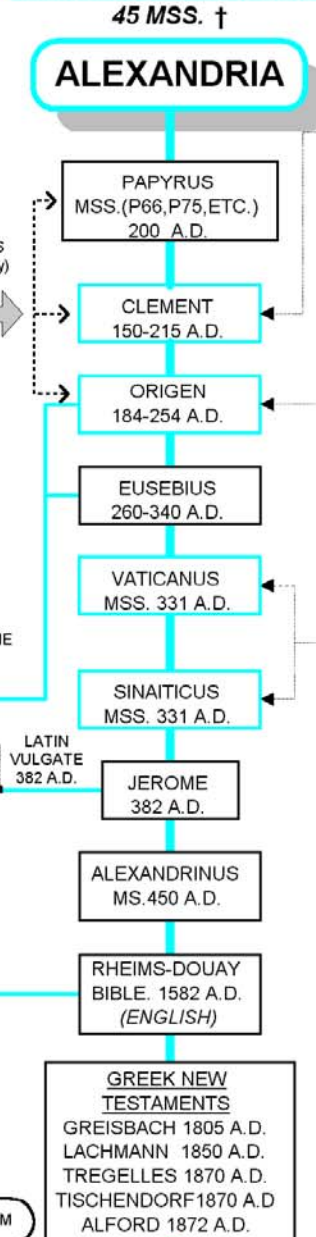 45 MSS. †
ALEXANDRIA
PAPYRUS
MSS.(P66,P75,ETC.)
200 A.D.
CLEMENT
150-215 A.D.
ORIGEN
184-254 A.D.
EUSEBIUS
260-340 A.D.
VATICANUS
MSS. 331 A.D.
SINAITICUS
MSS. 331 A.D.
LATIN
VULGATE
382 A.D.
JEROME
382 A.D.
ALEXANDRINUS
MS.450 A.D.
RHEIMS-DOUAY
BIBLE. 1582 A.D.
(ENGLISH)
GREEK NEW
TESTAMENTS
GREISBACH 1805 A.D.
LACHMANN 1850 A.D.
TREGELLES 1870 A.D.
TISCHENDORF1870 A.D
ALFORD 1872 A.D.